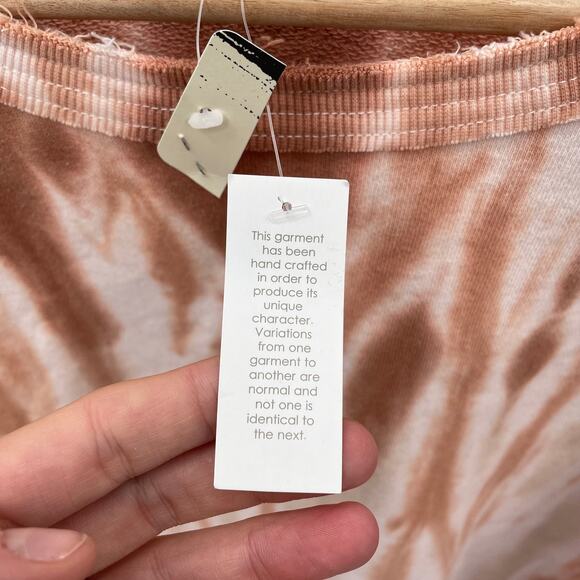 This garment
has been
hand crafted
in order to
produce its
unique
character.
Variations
from one
garment to
another are
normal and
not one is
identical to
the next.